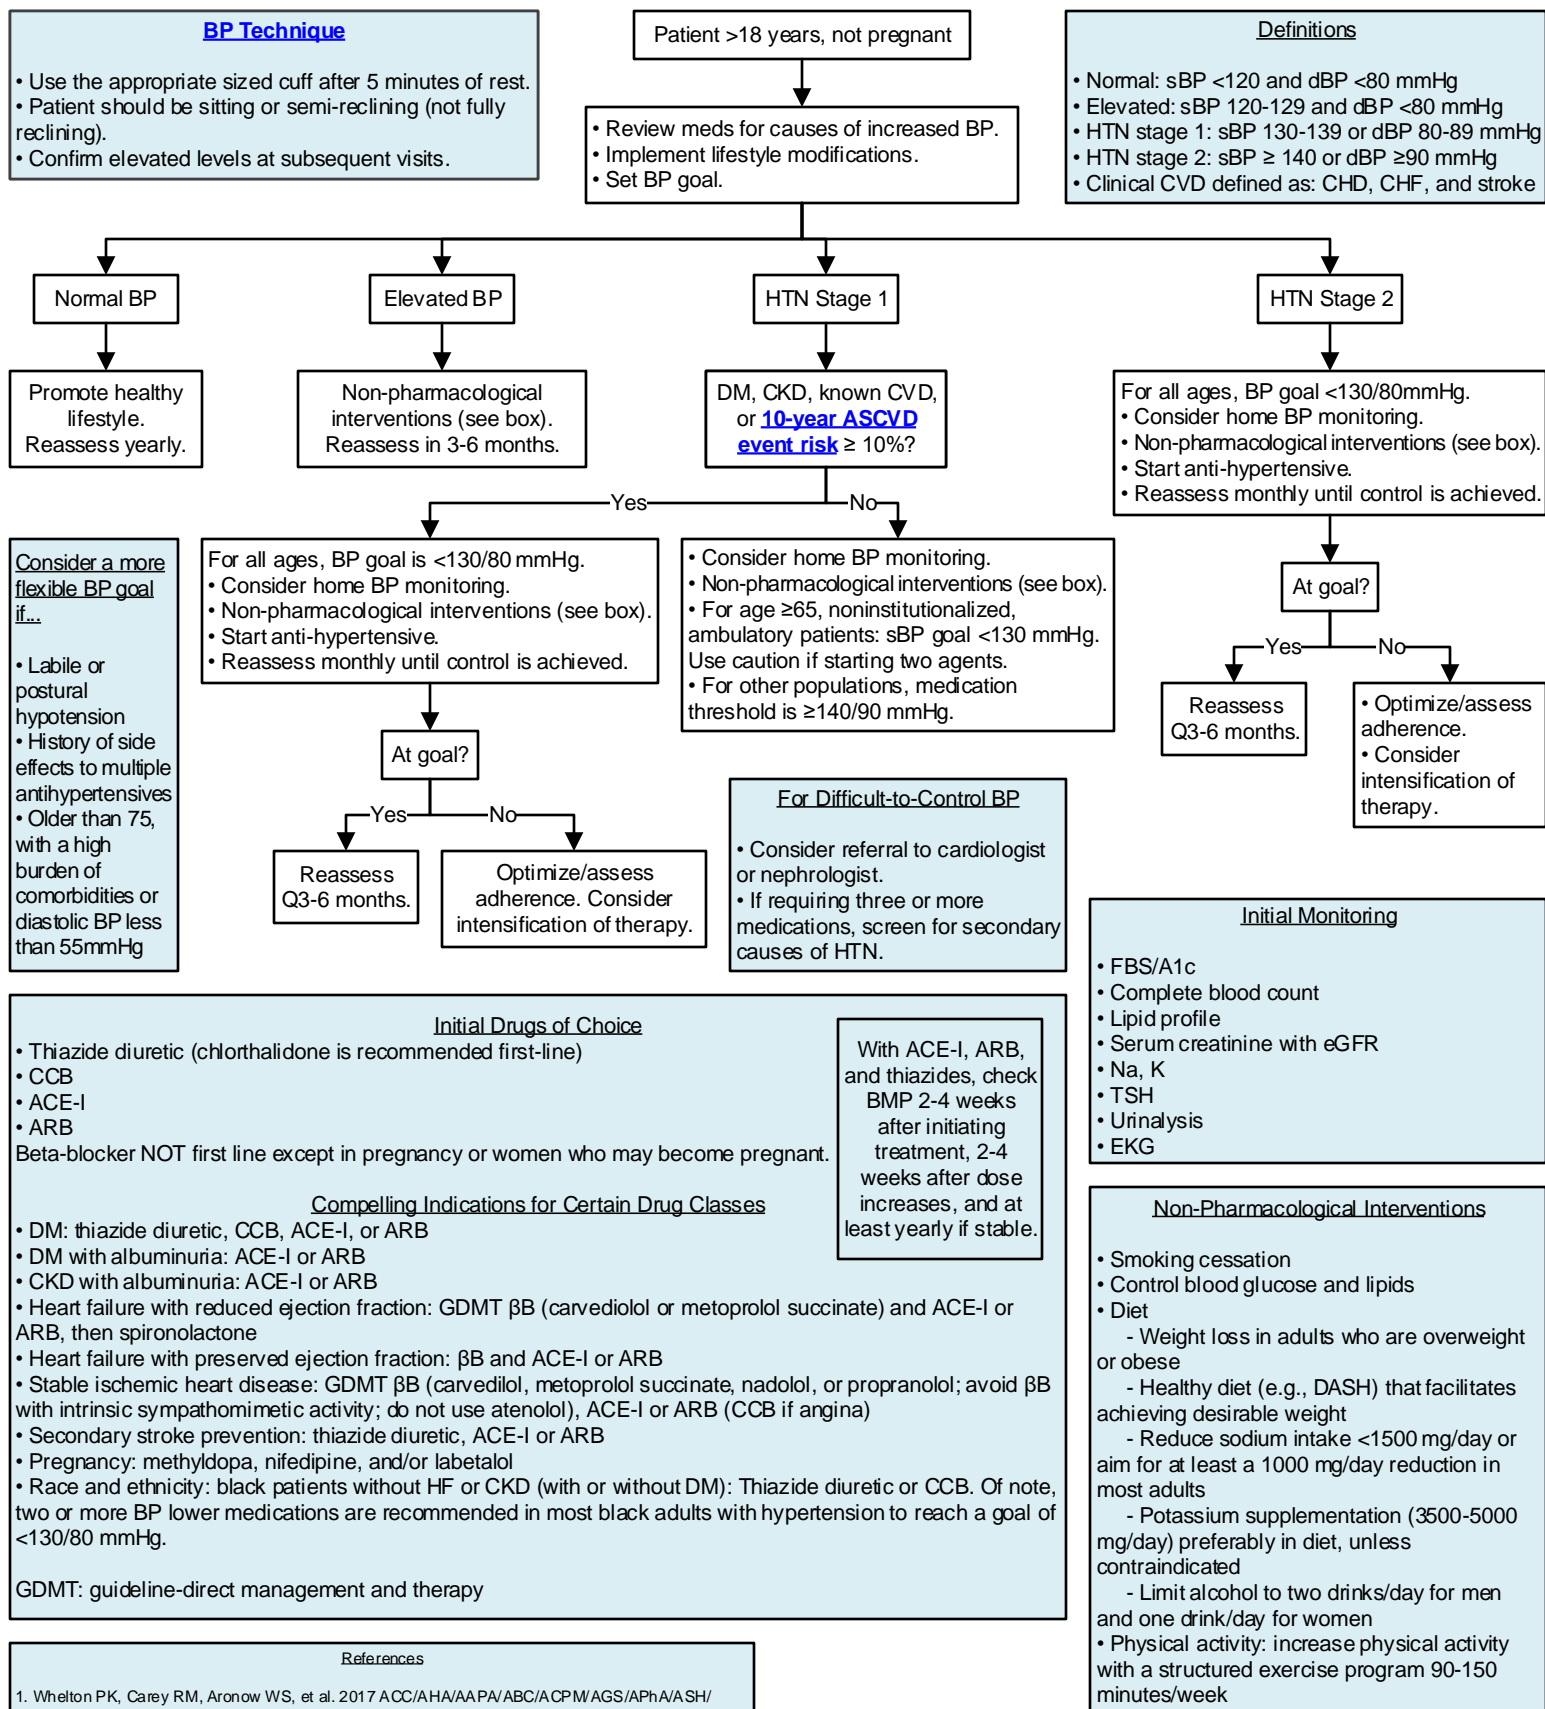 BP Technique
• Use the appropriate sized cuff after 5 minutes of rest.
• Patient should be sitting or semi-reclining (not fully
reclining).
• Confirm elevated levels at subsequent visits.
Patient >18 years, not pregnant
• Review meds for causes of increased BP.
• Implement lifestyle modifications.
• Set BP goal.
Definitions
• Normal: sBP <120 and dBP <80 mmHg
• Elevated: sBP 120-129 and dBP <80 mmHg
• HTN stage 1: sBP 130-139 or dBP 80-89 mmHg
• HTN stage 2: sBP ≥ 140 or dBP ≥90 mmHg
• Clinical CVD defined as: CHD, CHF, and stroke
Normal BP
Elevated BP
HTN Stage 1
HTN Stage 2
Promote healthy
lifestyle.
Reassess yearly.
Non-pharmacological
interventions (see box).
Reassess in 3-6 months.
DM, CKD, known CVD,
or 10-year ASCVD
event risk ≥ 10%?
For all ages, BP goal <130/80mmHg.
• Consider home BP monitoring.
• Non-pharmacological interventions (see box).
• Start anti-hypertensive.
• Reassess monthly until control is achieved.
Yes
No
Consider a more
flexible BP goal
if...
• Labile or
postural
hypotension
• History of side
effects to multiple
antihypertensives
• Older than 75,
with a high
burden of
comorbidities or
diastolic BP less
than 55mmHg
For all ages, BP goal is <130/80 mmHg.
• Consider home BP monitoring.
• Non-pharmacological interventions (see box).
• Start anti-hypertensive.
• Reassess monthly until control is achieved.
• Consider home BP monitoring.
• Non-pharmacological interventions (see box).
• For age ≥65, noninstitutionalized,
ambulatory patients: sBP goal <130 mmHg.
Use caution if starting two agents.
• For other populations, medication
threshold is ≥140/90 mmHg.
At goal?
Yes
No
Reassess
Q3-6 months.
• Optimize/assess
adherence.
• Consider
intensification of
therapy.
At goal?
Yes
No
Reassess
Q3-6 months.
Optimize/assess
adherence. Consider
intensification of therapy.
For Difficult-to-Control BP
• Consider referral to cardiologist
or nephrologist.
• If requiring three or more
medications, screen for secondary
causes of HTN.
Initial Monitoring
• FBS/A1c
• Complete blood count
• Lipid profile
• Serum creatinine with eGFR
• Na, K
• TSH
• Urinalysis
• EKG
Initial Drugs of Choice
• Thiazide diuretic (chlorthalidone is recommended first-line)
• CCB
• ACE-I
• ARB
Beta-blocker NOT first line except in pregnancy or women who may become pregnant.
With ACE-I, ARB,
and thiazides, check
BMP 2-4 weeks
after initiating
treatment, 2-4
weeks after dose
increases, and at
least yearly if stable.
Compelling Indications for Certain Drug Classes
• DM: thiazide diuretic, CCB, ACE-I, or ARB
• DM with albuminuria: ACE-I or ARB
• CKD with albuminuria: ACE-I or ARB
• Heart failure with reduced ejection fraction: GDMT βB (carvediolol or metoprolol succinate) and ACE-I or
ARB, then spironolactone
• Heart failure with preserved ejection fraction: βB and ACE-I or ARB
• Stable ischemic heart disease: GDMT βB (carvedilol, metoprolol succinate, nadolol, or propranolol; avoid βB
with intrinsic sympathomimetic activity; do not use atenolol), ACE-I or ARB (CCB if angina)
• Secondary stroke prevention: thiazide diuretic, ACE-I or ARB
• Pregnancy: methyldopa, nifedipine, and/or labetalol
• Race and ethnicity: black patients without HF or CKD (with or without DM): Thiazide diuretic or CCB. Of note,
two or more BP lower medications are recommended in most black adults with hypertension to reach a goal of
<130/80 mmHg.
GDMT: guideline-direct management and therapy
Non-Pharmacological Interventions
• Smoking cessation
• Control blood glucose and lipids
• Diet
- Weight loss in adults who are overweight
or obese
- Healthy diet (e.g., DASH) that facilitates
achieving desirable weight
- Reduce sodium intake <1500 mg/day or
aim for at least a 1000 mg/day reduction in
most adults
- Potassium supplementation (3500-5000
mg/day) preferably in diet, unless
contraindicated
- Limit alcohol to two drinks/day for men
and one drink/day for women
• Physical activity: increase physical activity
with a structured exercise program 90-150
minutes/week
References
1. Whelton PK, Carey RM, Aronow WS, et al. 2017 ACC/AHA/AAPA/ABC/ACPM/AGS/APhA/ASH/